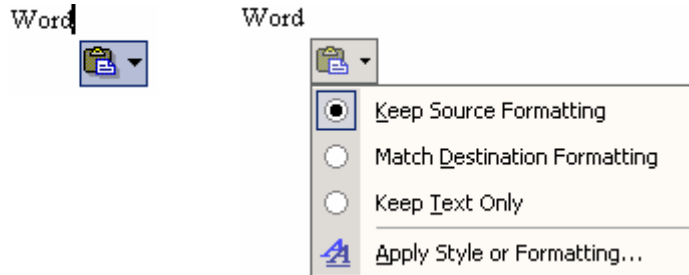 Word
Word
Keep Source Formatting
Match Destination Formatting
Keep Text Only
Apply Style or Formatting...